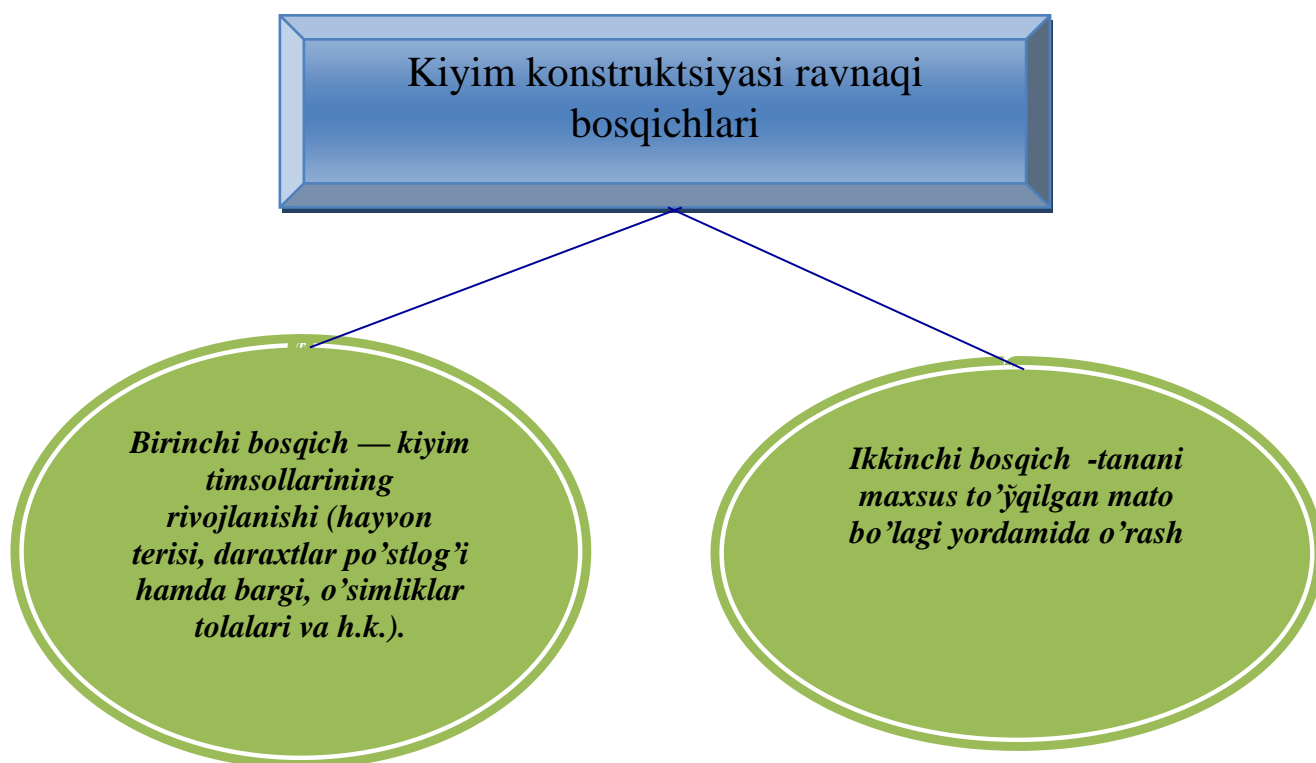 Kiyim konstruktsiyasi ravnaqi
bosqichlari
Birinchi bosqich — kiyim
timsollarining
rivojlanishi (hayvon
terisi, daraxtlar po’stlog’i
hamda bargi, o’simliklar
tolalari va h.k.).
Ikkinchi bosqich -tanani
maxsus to’y̆qilgan mato
bo’lagi yordamida o’rash